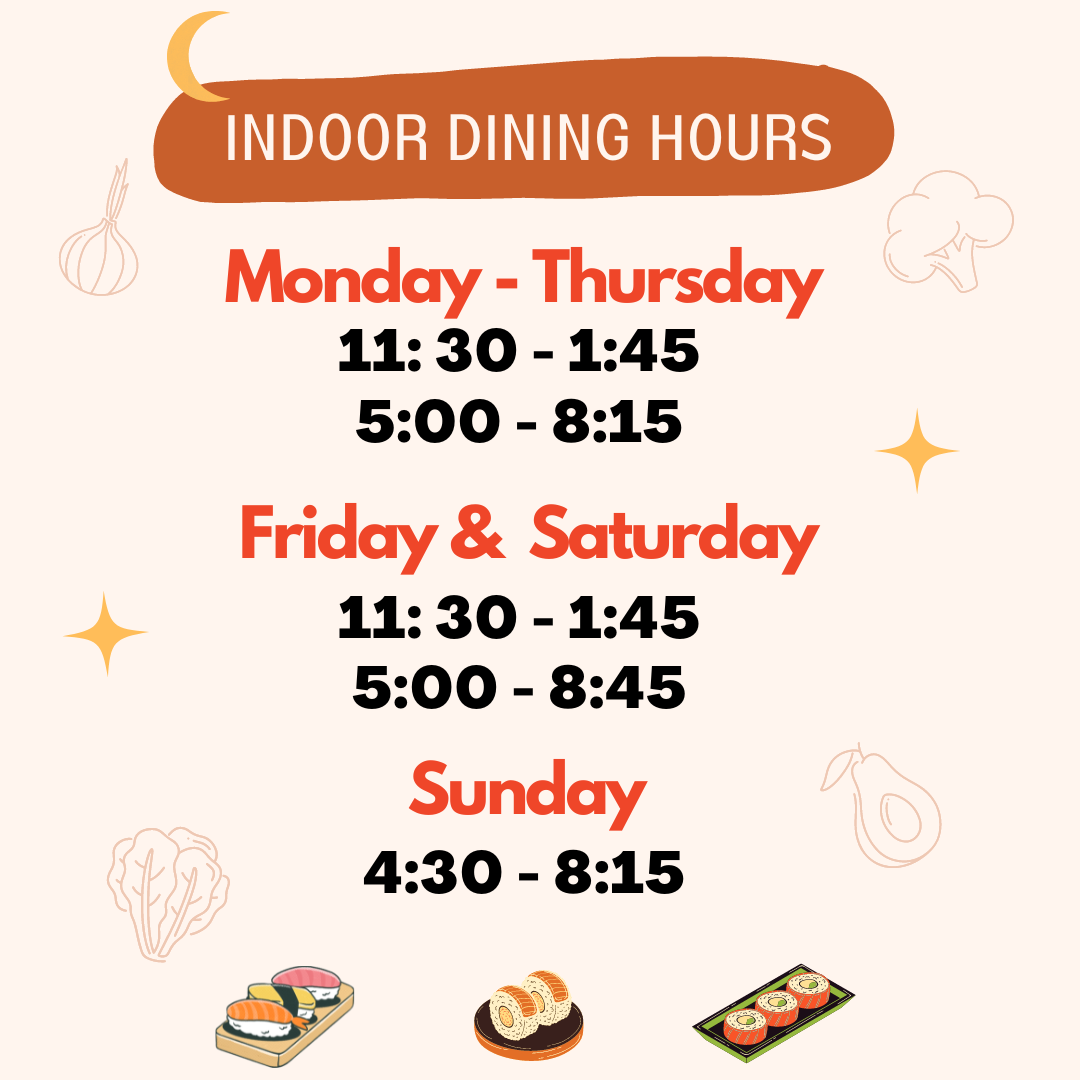 INDOOR DINING HOURS
Monday - Thursday
11: 30 - 1:45
5:00 - 8:15
Friday & Saturday
11: 30 - 1:45
5:00 - 8:45
Sunday
4:30 - 8:15